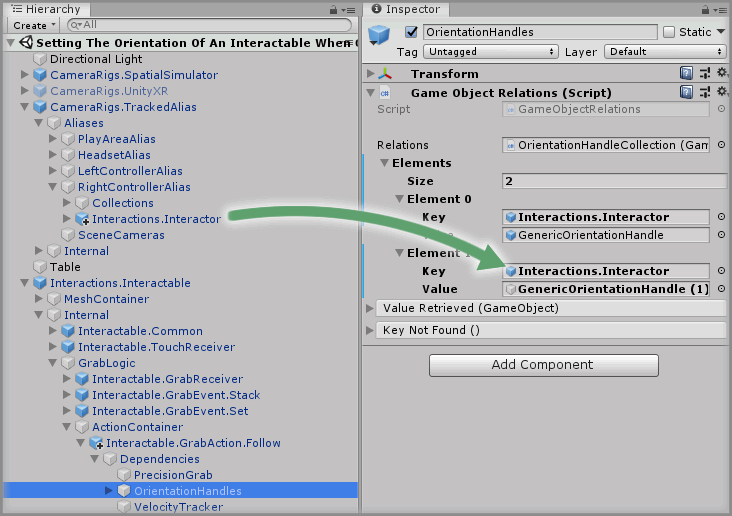 Hierarchy
Create
All
Setting The Orientation Of An Interactable When
Directional Light
CameraRigs.SpatialSimulator
CameraRigs.UnityXR
CameraRigs.TrackedAlias
Aliases
PlayAreaAlias
HeadsetAlias
LeftControllerAlias
RightControllerAlias
Collections
Interactions.Interactor
SceneCameras
Internal
Table
Interactions.Interactable
MeshContainer
Internal
Interactable.Common
Interactable.TouchReceiver
GrabLogic
Interactable.GrabReceiver
Interactable.GrabEvent.Stack
Interactable.GrabEvent.Set
ActionContainer
Interactable.GrabAction.Follow
Dependencies
PrecisionGrab
OrientationHandles
VelocityTracker
Inspector
OrientationHandles Static
Tag Untagged Layer Default
Transform
Game Object Relations (Script)
Script GameObjectRelations
Relations OrientationHandleCollection (Gam
Elements
Size 2
Element 0
Key Interactions.Interactor
GenericOrientationHandle
Element
Key Interactions.Interactor
Value GenericOrientationHandle (1)
Value Retrieved (GameObject)
Key Not Found ()
Add Component